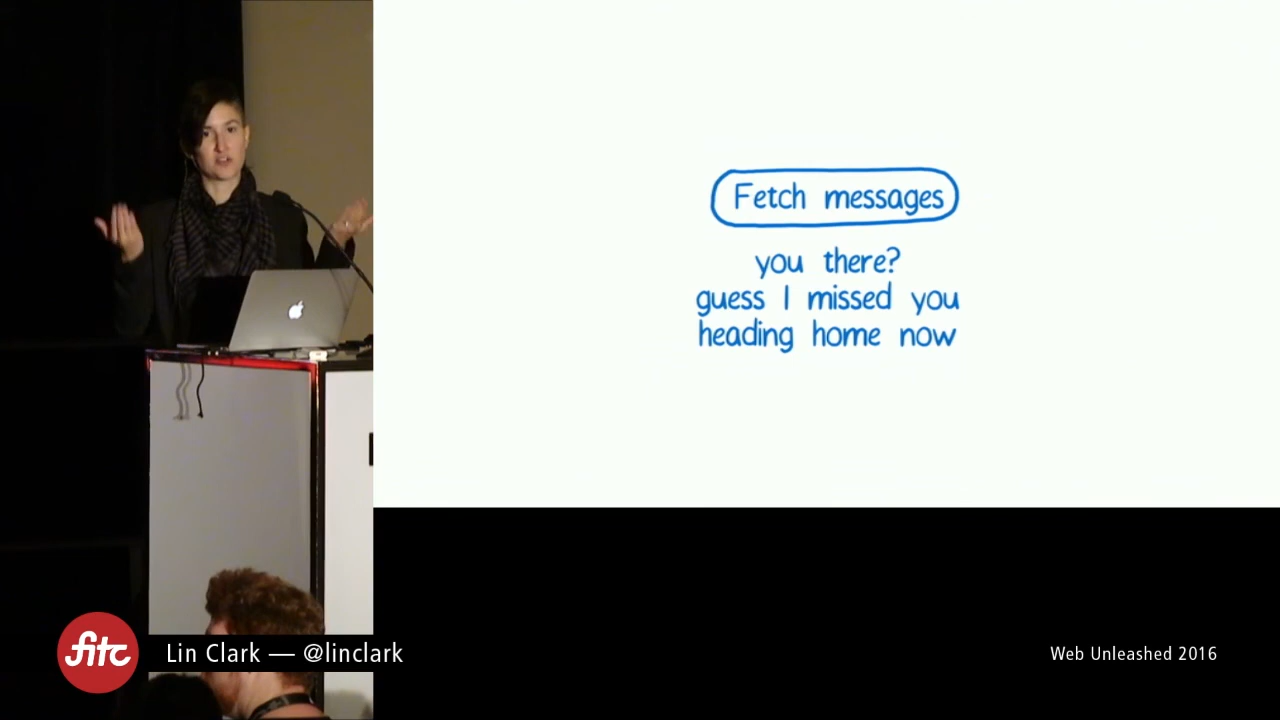 Fetch messages
you there?
guess I missed you
heading home now
fitc
Lin Clark — @linclark
Web Unleashed 2016